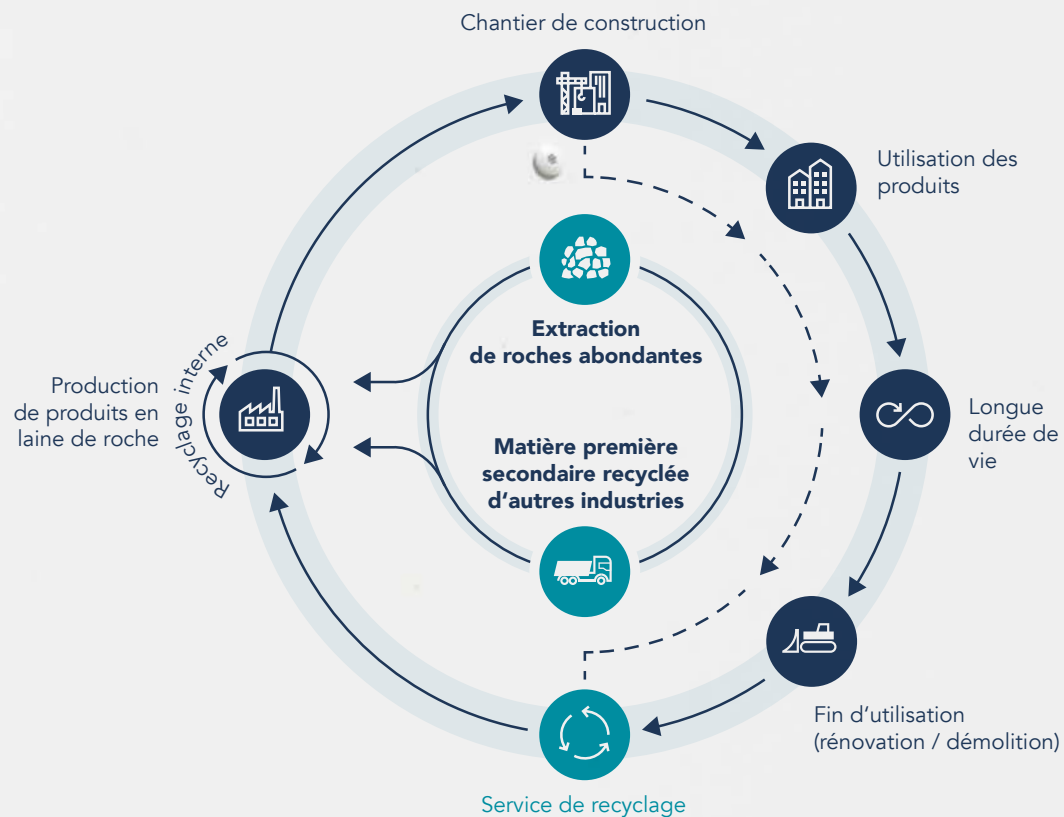 Chantier de construction
Utilisation des
produits
Extraction
de roches abondantes
Recyclage interne
Production
de produits en
laine de roche
Longue
durée de
vie
Matière première
secondaire recyclée
d'autres industries
Fin d'utilisation
(rénovation / démolition)
Service de recyclage